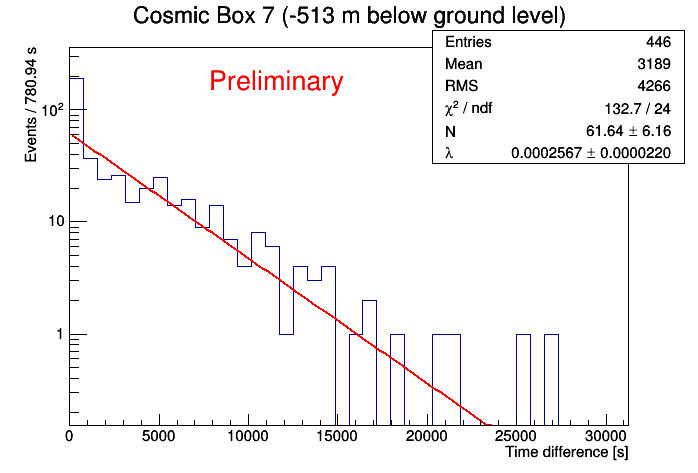 Cosmic Box 7 (-513 m below ground level)
Entries 446
Mean 3189
RMS 4266
χ² / ndf 132.7 / 24
N 61.64 ± 6.16
λ 0.0002567 ± 0.0000220
Preliminary
Events / 780.94 s
10²
10
1
0 5000 10000 15000 20000 25000 30000
Time difference [s]